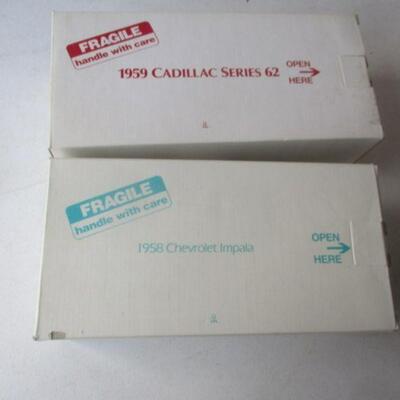 FRAGILE
handle with care
1959 CADILLAC SERIES 62
OPEN
HERE
FRAGILE
handle with care
1958 Chevrolet Impala
OPEN
HERE